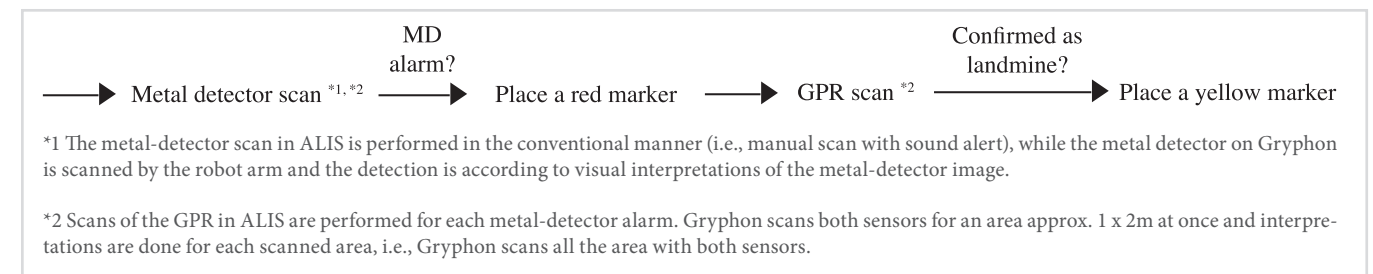 MD
alarm?
Confirmed as
landmine?
Metal detector scan *1, *2 Place a red marker GPR scan *2 Place a yellow marker
*1 The metal-detector scan in ALIS is performed in the conventional manner (i.e., manual scan with sound alert), while the metal detector on Gryphon
is scanned by the robot arm and the detection is according to visual interpretations of the metal-detector image.
*2 Scans of the GPR in ALIS are performed for each metal-detector alarm. Gryphon scans both sensors for an area approx. 1 x 2m at once and interpre-
tations are done for each scanned area, i.e., Gryphon scans all the area with both sensors.